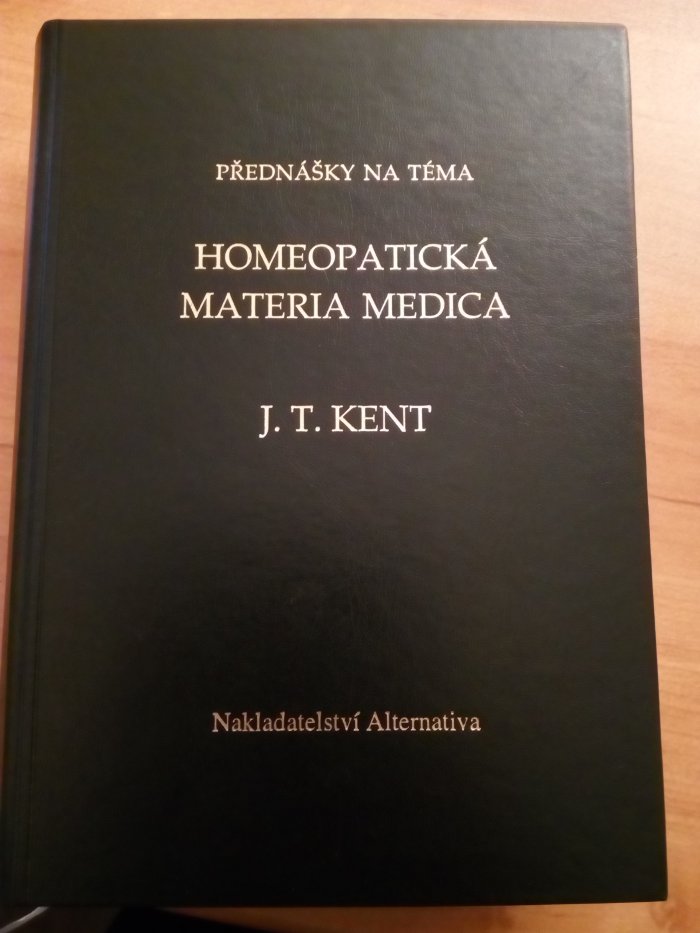 PŘEDNÁŠKY NA TÉMA
HOMEOPATICKÁ
MATERIA MEDICA
J. T. KENT
Nakladatelství Alternativa